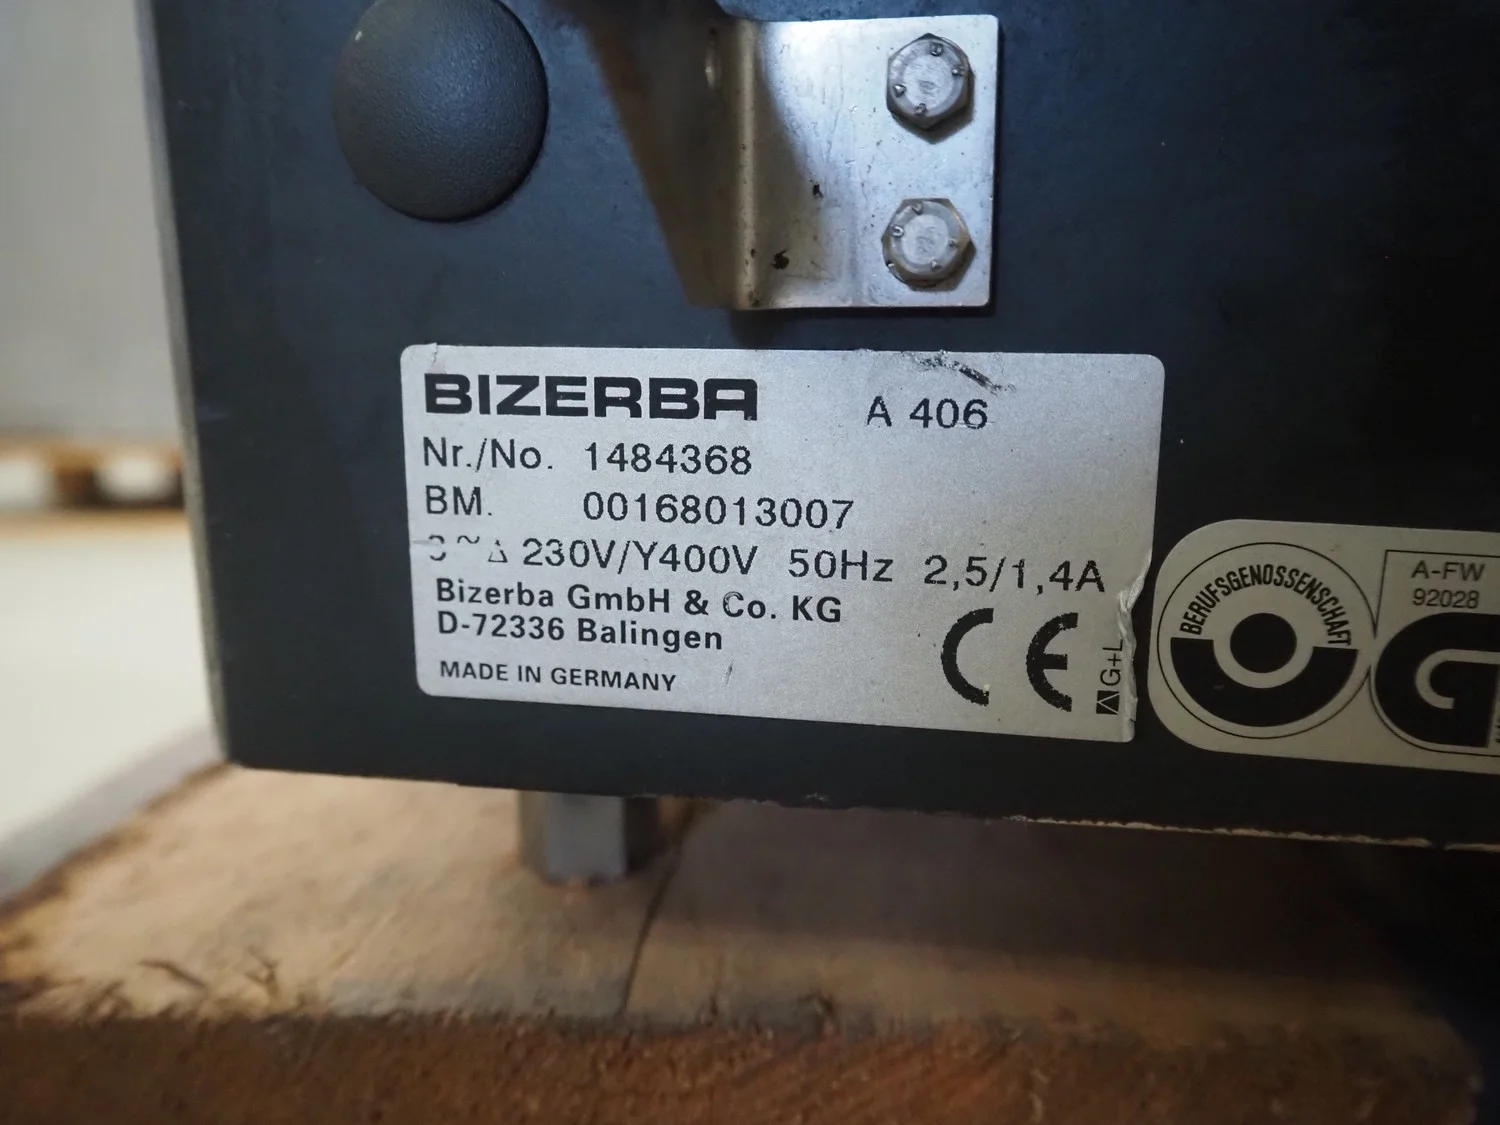 BIZERBA A 406
Nr./No. 1484368
BM. 00168013007
3 ~ Δ 230V/Y400V 50Hz 2,5/1,4A
Bizerba GmbH & Co. KG
D-72336 Balingen
MADE IN GERMANY
CE
G+L
BERUFSGENOSSENSCHAFT
A-FW
92028
G